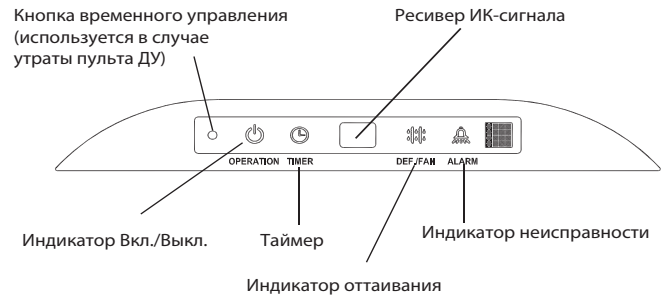 Кнопка временного управления
(используется в случае
утраты пульта ДУ)
Ресивер ИК-сигнала
OPERATION TIMER DEF./FAN ALARM
Индикатор Вкл./Выкл.
Таймер
Индикатор неисправности
Индикатор оттаивания